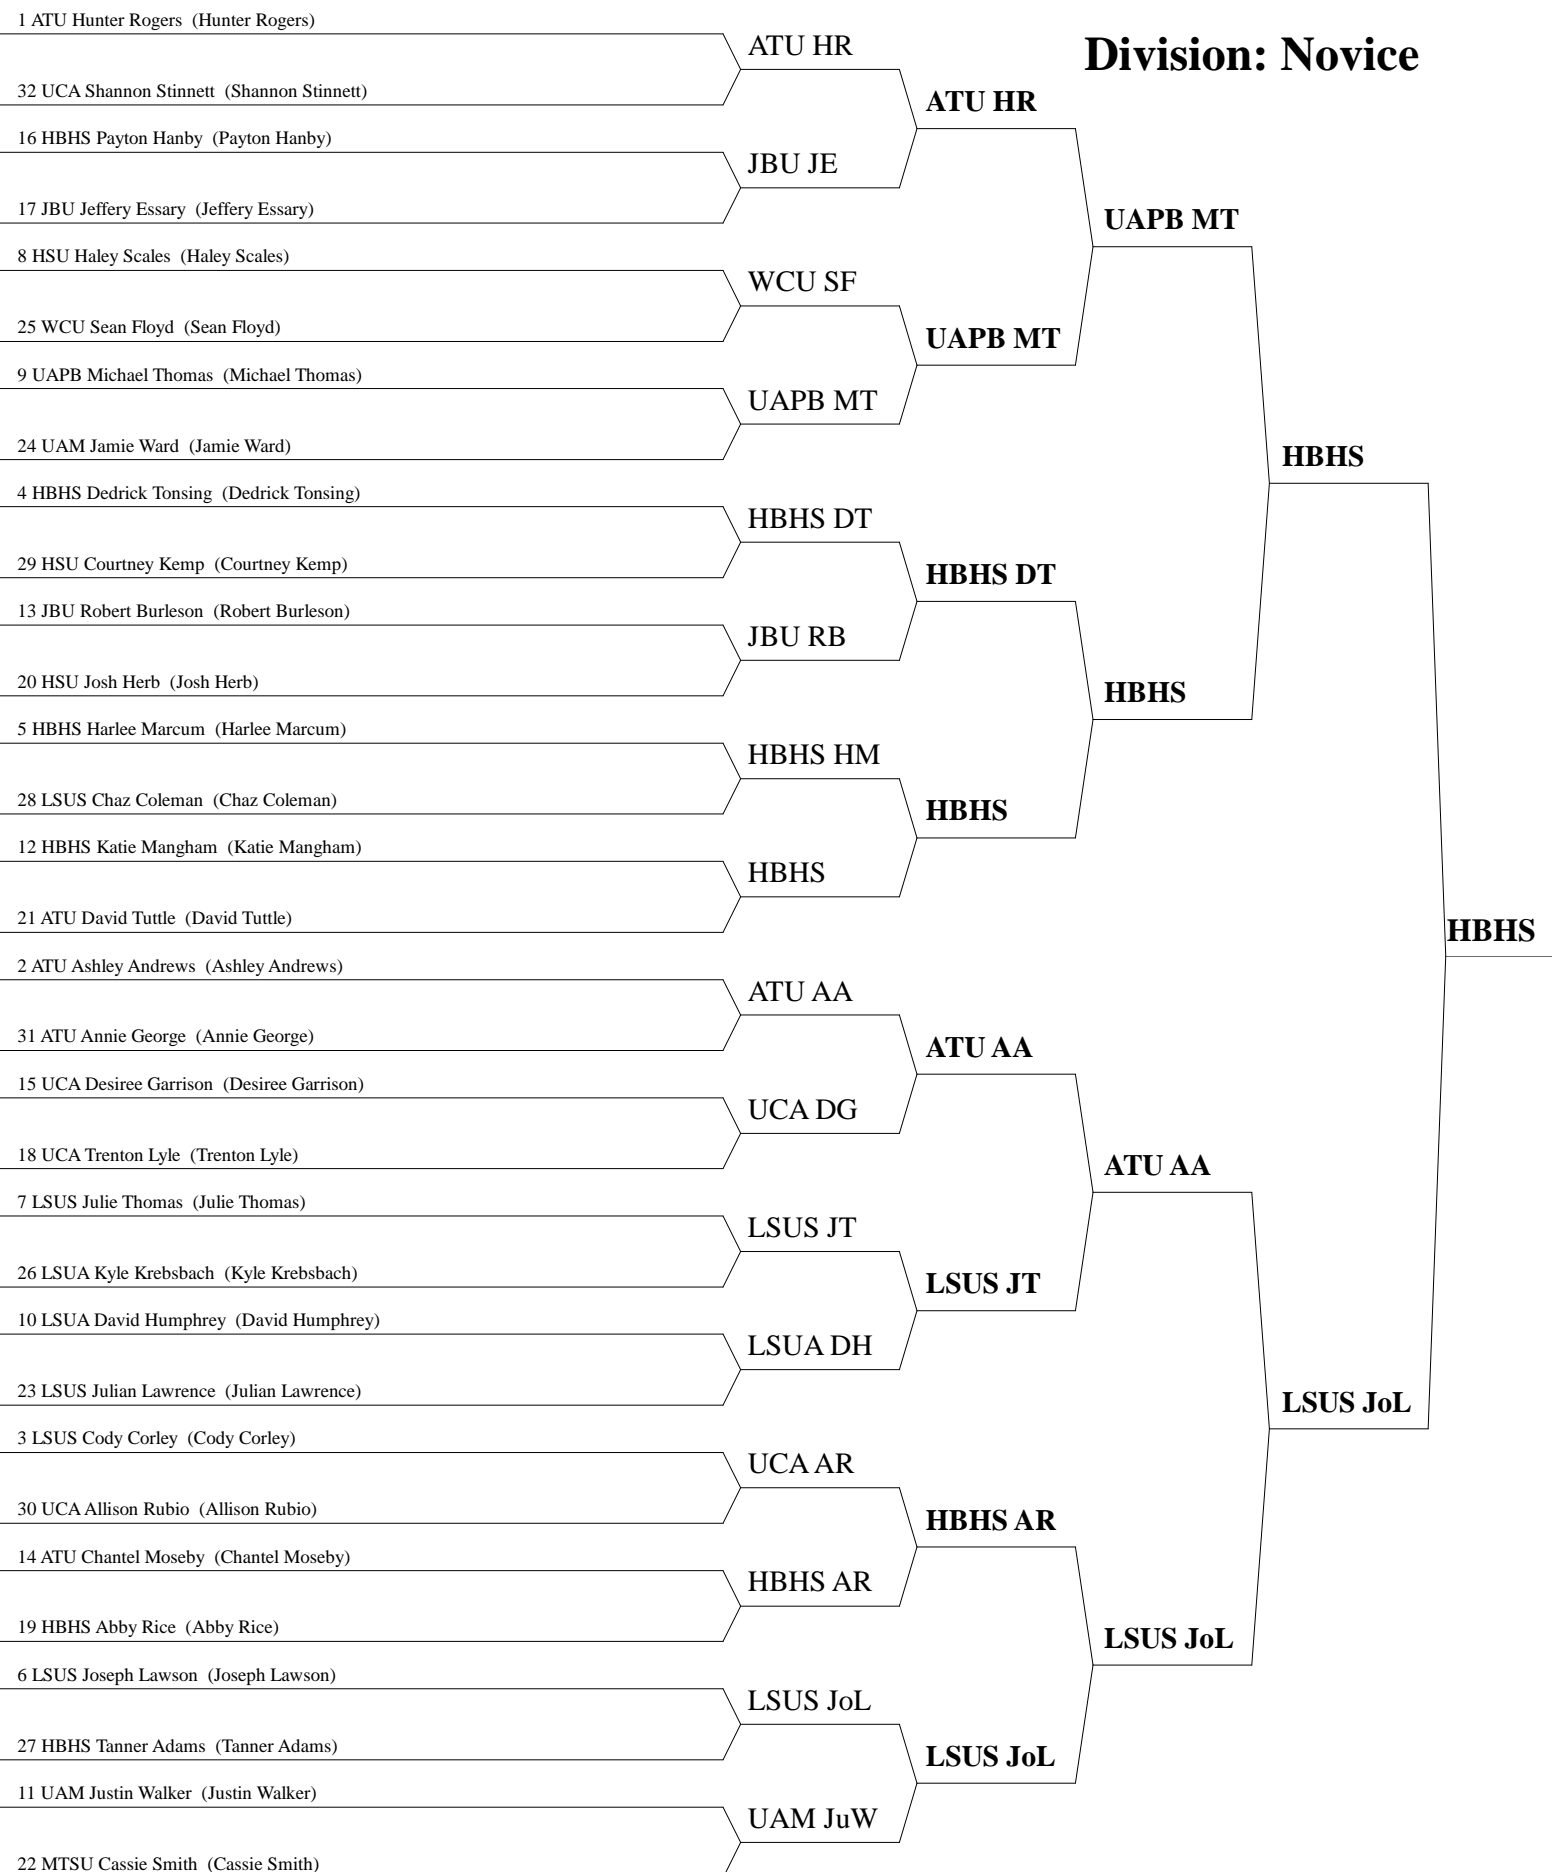 Division: Novice
1 ATU Hunter Rogers (Hunter Rogers)
32 UCA Shannon Stinnett (Shannon Stinnett)
16 HBHS Payton Hanby (Payton Hanby)
17 JBU Jeffery Essary (Jeffery Essary)
8 HSU Haley Scales (Haley Scales)
25 WCU Sean Floyd (Sean Floyd)
9 UAPB Michael Thomas (Michael Thomas)
24 UAM Jamie Ward (Jamie Ward)
4 HBHS Dedrick Tonsing (Dedrick Tonsing)
29 HSU Courtney Kemp (Courtney Kemp)
13 JBU Robert Burleson (Robert Burleson)
20 HSU Josh Herb (Josh Herb)
5 HBHS Harlee Marcum (Harlee Marcum)
28 LSUS Chaz Coleman (Chaz Coleman)
12 HBHS Katie Mangham (Katie Mangham)
21 ATU David Tuttle (David Tuttle)
2 ATU Ashley Andrews (Ashley Andrews)
31 ATU Annie George (Annie George)
15 UCA Desiree Garrison (Desiree Garrison)
18 UCA Trenton Lyle (Trenton Lyle)
7 LSUS Julie Thomas (Julie Thomas)
26 LSUA Kyle Krebsbach (Kyle Krebsbach)
10 LSUA David Humphrey (David Humphrey)
23 LSUS Julian Lawrence (Julian Lawrence)
3 LSUS Cody Corley (Cody Corley)
30 UCA Allison Rubio (Allison Rubio)
14 ATU Chantel Moseby (Chantel Moseby)
19 HBHS Abby Rice (Abby Rice)
6 LSUS Joseph Lawson (Joseph Lawson)
27 HBHS Tanner Adams (Tanner Adams)
11 UAM Justin Walker (Justin Walker)
22 MTSU Cassie Smith (Cassie Smith)
ATU HR
JBU JE
WCU SF
UAPB MT
HBHS DT
JBU RB
HBHS HM
HBHS
ATU AA
UCA DG
LSUS JT
LSUA DH
UCA AR
HBHS AR
LSUS JoL
UAM JuW
ATU HR
UAPB MT
HBHS DT
HBHS
ATU AA
LSUS JT
HBHS AR
LSUS JoL
UAPB MT
HBHS
ATU AA
LSUS JoL
HBHS
LSUS JoL
HBHS